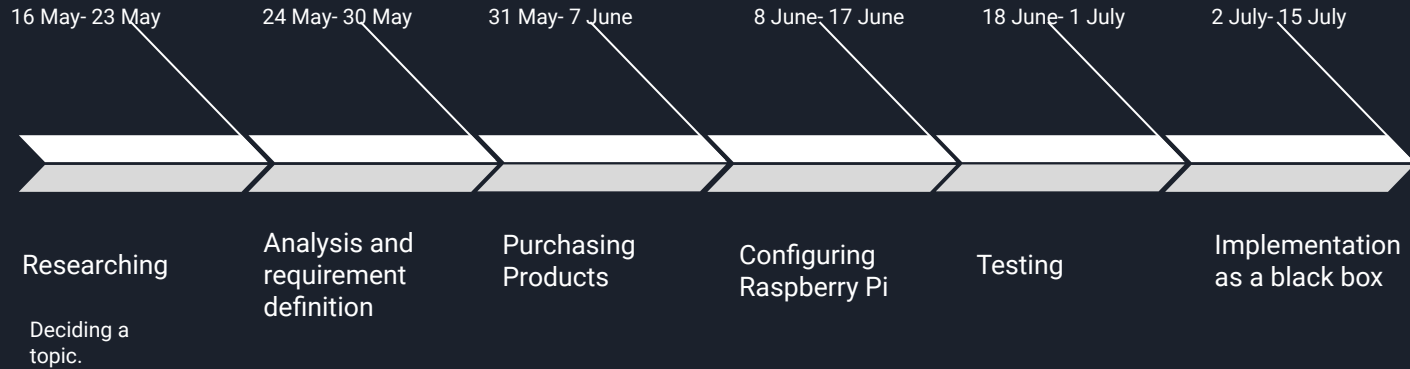 16 May- 23 May
24 May- 30 May
31 May- 7 June
8 June- 17 June
18 June- 1 July
2 July- 15 July
Researching
Analysis and
requirement
definition
Purchasing
Products
Configuring
Raspberry Pi
Testing
Implementation
as a black box
Deciding a
topic.